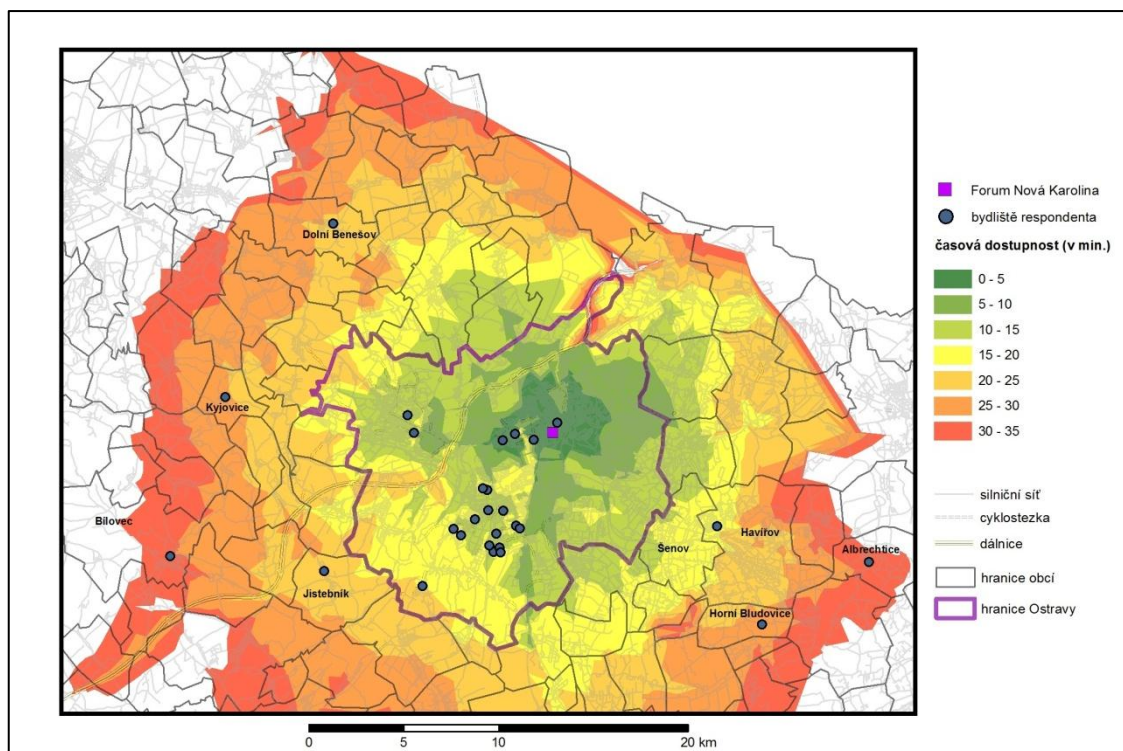 Dolní Benešov
Kyjovice
Bílovec
Jistebník
Šenov
Havířov
Albrechtice
Horní Bludovice
Forum Nová Karolina
bydliště respondenta
časová dostupnost (v min.)
0 - 5
5 - 10
10 - 15
15 - 20
20 - 25
25 - 30
30 - 35
silniční síť
cyklostezka
dálnice
hranice obcí
hranice Ostravy
0 5 10 20 km